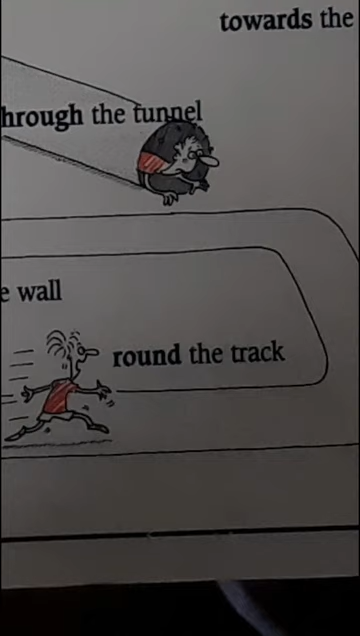 towards the
hrough the tunnel
e wall
round the track